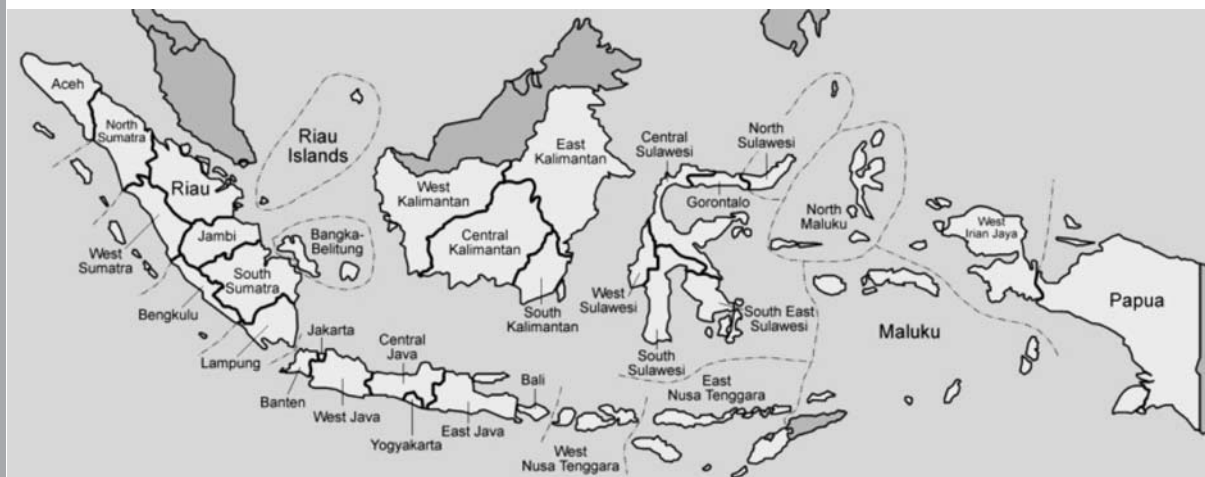 Aceh
North
Sumatra
Riau
Islands
Riau
West
Sumatra
Jambi
Bangka-
Belitung
South
Sumatra
Bengkulu
Lampung
Jakarta
Banten
West Java
Central
Java
Yogyakarta
East Java
Bali
West
Nusa Tenggara
East
Nusa Tenggara
West
Kalimantan
Central
Kalimantan
East
Kalimantan
South
Kalimantan
Central
Sulawesi
North
Sulawesi
Gorontalo
West
Sulawesi
South
Sulawesi
South East
Sulawesi
North
Maluku
Maluku
West
Irian Jaya
Papua